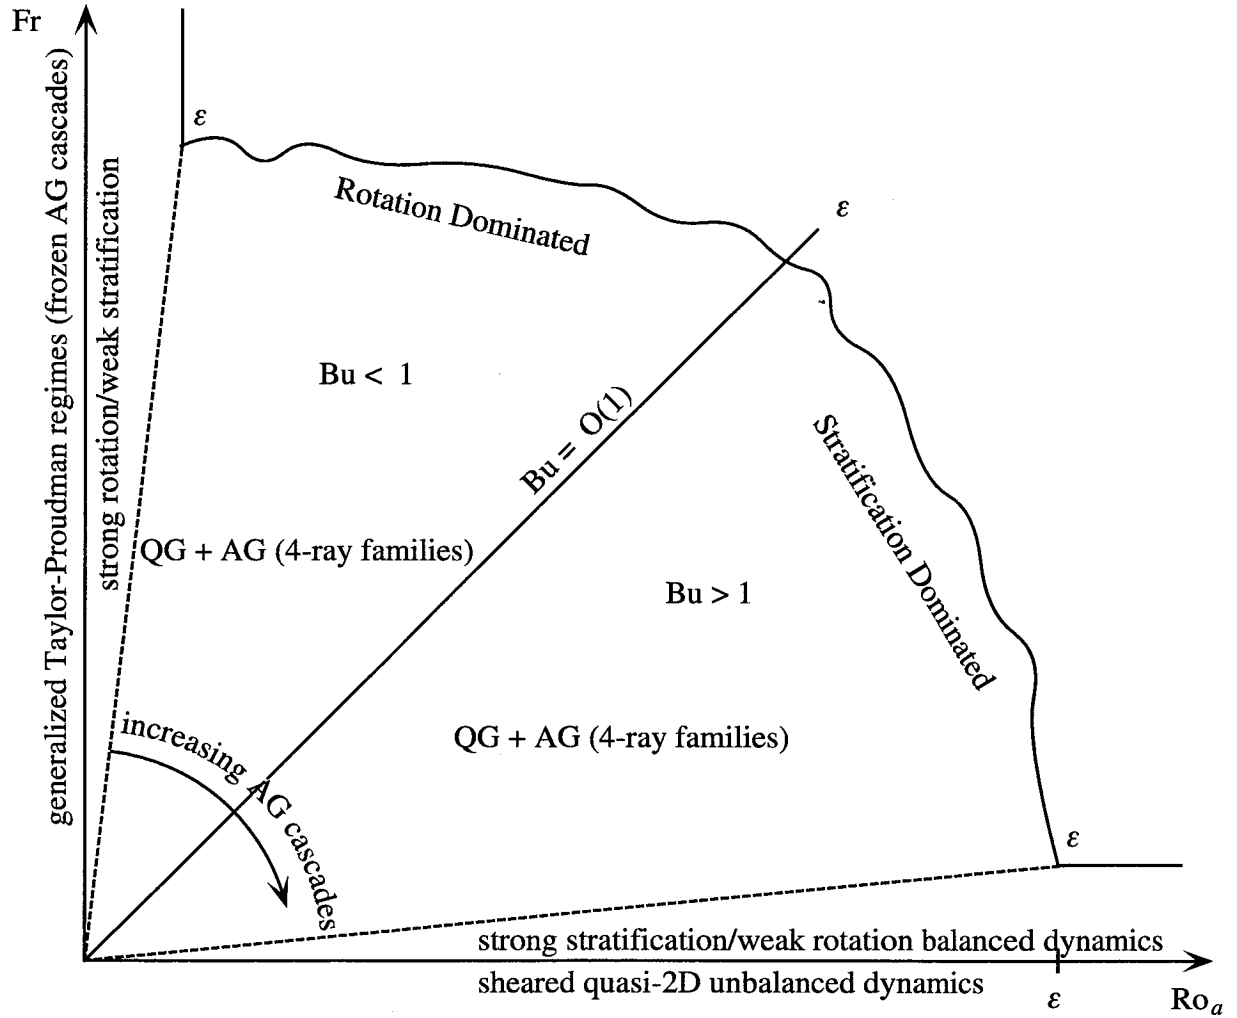 Fr
generalized Taylor-Proudman regimes (frozen AG cascades)
strong rotation/weak stratification
ε
Rotation Dominated
ε
Bu < 1
Bu = O(1)
Stratification Dominated
QG + AG (4-ray families)
Bu > 1
increasing AG cascades
QG + AG (4-ray families)
ε
strong stratification/weak rotation balanced dynamics
sheared quasi-2D unbalanced dynamics
ε
Ro_a